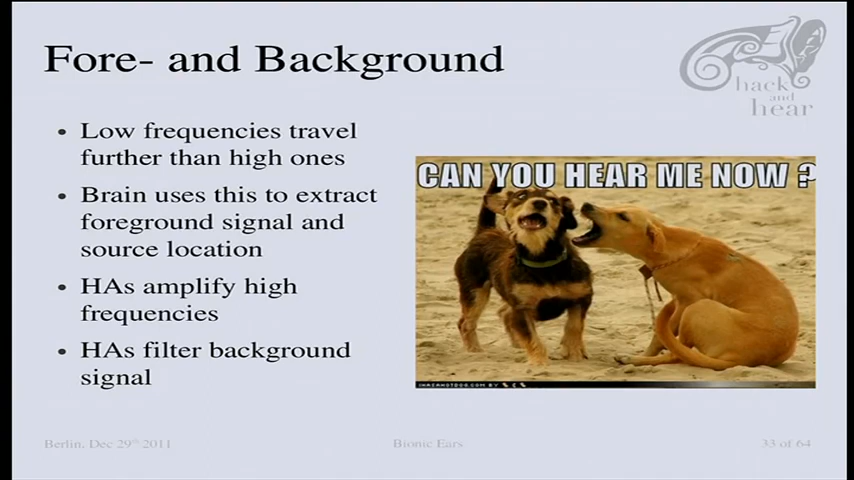 Fore- and Background
hack
and
hear
• Low frequencies travel
further than high ones
• Brain uses this to extract
foreground signal and
source location
• HAs amplify high
frequencies
• HAs filter background
signal
CAN YOU HEAR ME NOW ?
Berlin, Dec 29th 2011
Bionic Ears
33 of 64